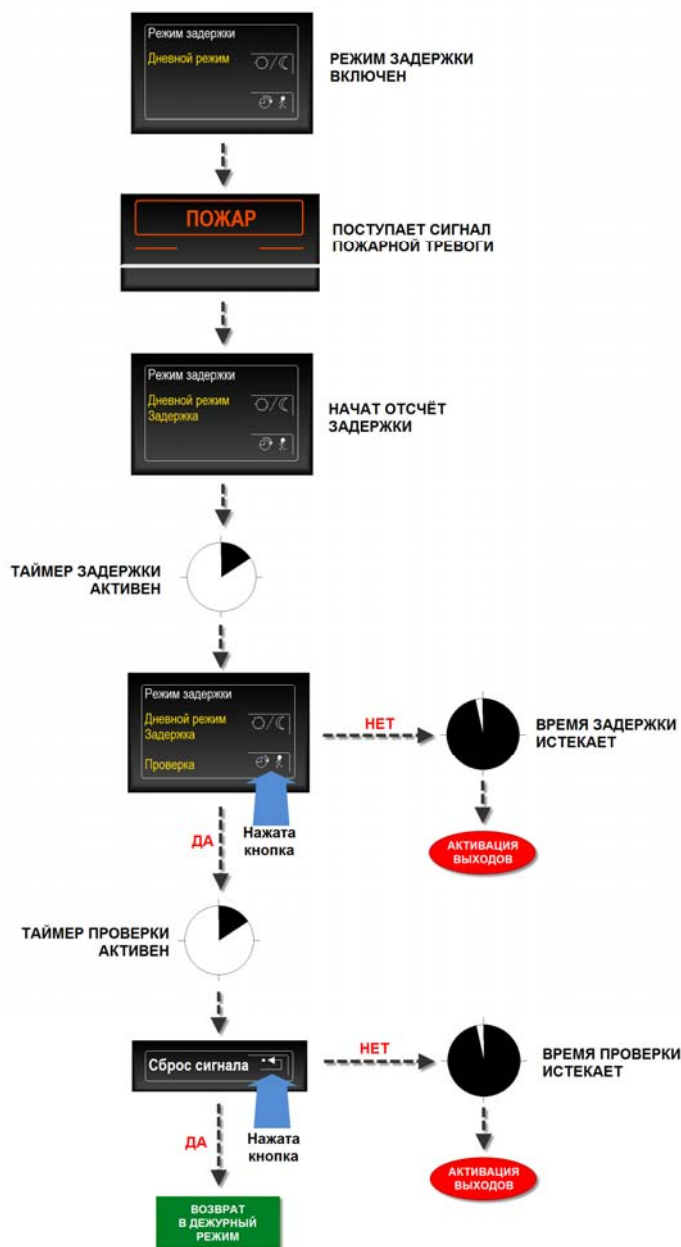 Режим задержки
Дневной режим
РЕЖИМ ЗАДЕРЖКИ
ВКЛЮЧЕН
ПОЖАР
ПОСТУПАЕТ СИГНАЛ
ПОЖАРНОЙ ТРЕВОГИ
Режим задержки
Дневной режим
Задержка
НАЧАТ ОТСЧЁТ
ЗАДЕРЖКИ
ТАЙМЕР ЗАДЕРЖКИ
АКТИВЕН
Режим задержки
Дневной режим
Задержка
Проверка
НЕТ
ВРЕМЯ ЗАДЕРЖКИ
ИСТЕКАЕТ
ДА
Нажата
кнопка
АКТИВАЦИЯ
ВЫХОДОВ
ТАЙМЕР ПРОВЕРКИ
АКТИВЕН
Сброс сигнала
НЕТ
ВРЕМЯ ПРОВЕРКИ
ИСТЕКАЕТ
ДА
Нажата
кнопка
АКТИВАЦИЯ
ВЫХОДОВ
ВОЗВРАТ
В ДЕЖУРНЫЙ
РЕЖИМ